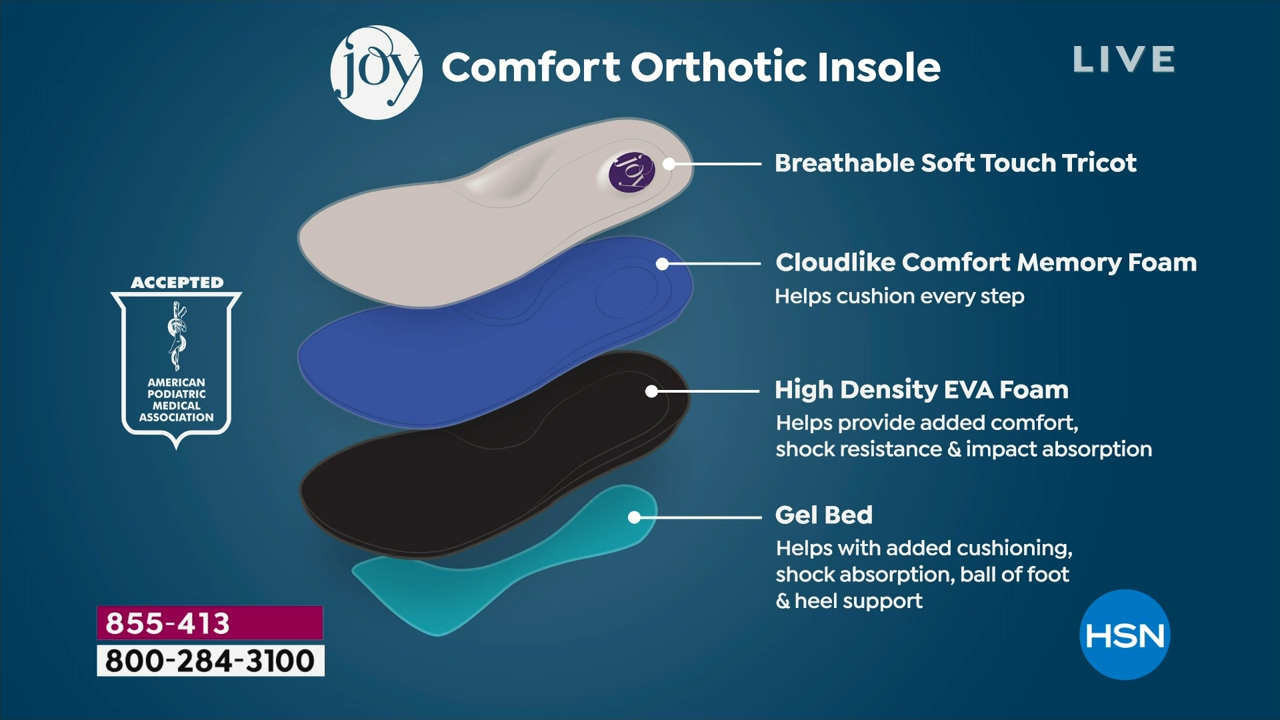 joy
Comfort Orthotic Insole
LIVE
joy
Breathable Soft Touch Tricot
Cloudlike Comfort Memory Foam
Helps cushion every step
ACCEPTED
AMERICAN
PODIATRIC
MEDICAL
ASSOCIATION
High Density EVA Foam
Helps provide added comfort,
shock resistance & impact absorption
Gel Bed
Helps with added cushioning,
shock absorption, ball of foot
& heel support
855-413
800-284-3100
HSN